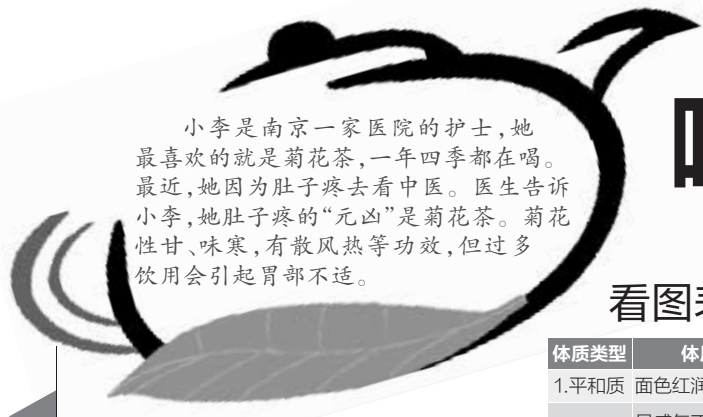 小李是南京一家医院的护士,她
最喜欢的就是菊花茶,一年四季都在喝。
最近,她因为肚子疼去看中医。医生告诉
小李,她肚子疼的“元凶”是菊花茶。菊花
性甘、味寒,有散风热等功效,但过多
饮用会引起胃部不适。
看图
体质类型 体
1.平和质 面色红润